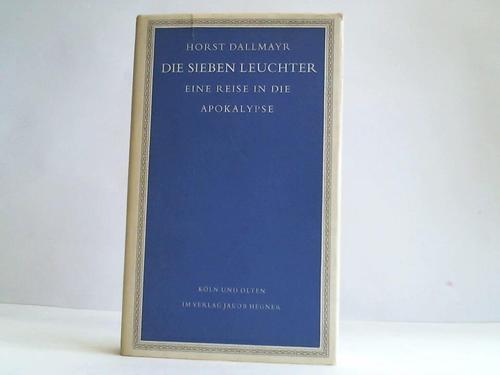 HORST DALLMAYR
DIE SIEBEN LEUCHTER
EINE REISE IN DIE
APOKALYPSE
KÖLN UND OLTEN
IM VERLAG JAKOB HEGNER